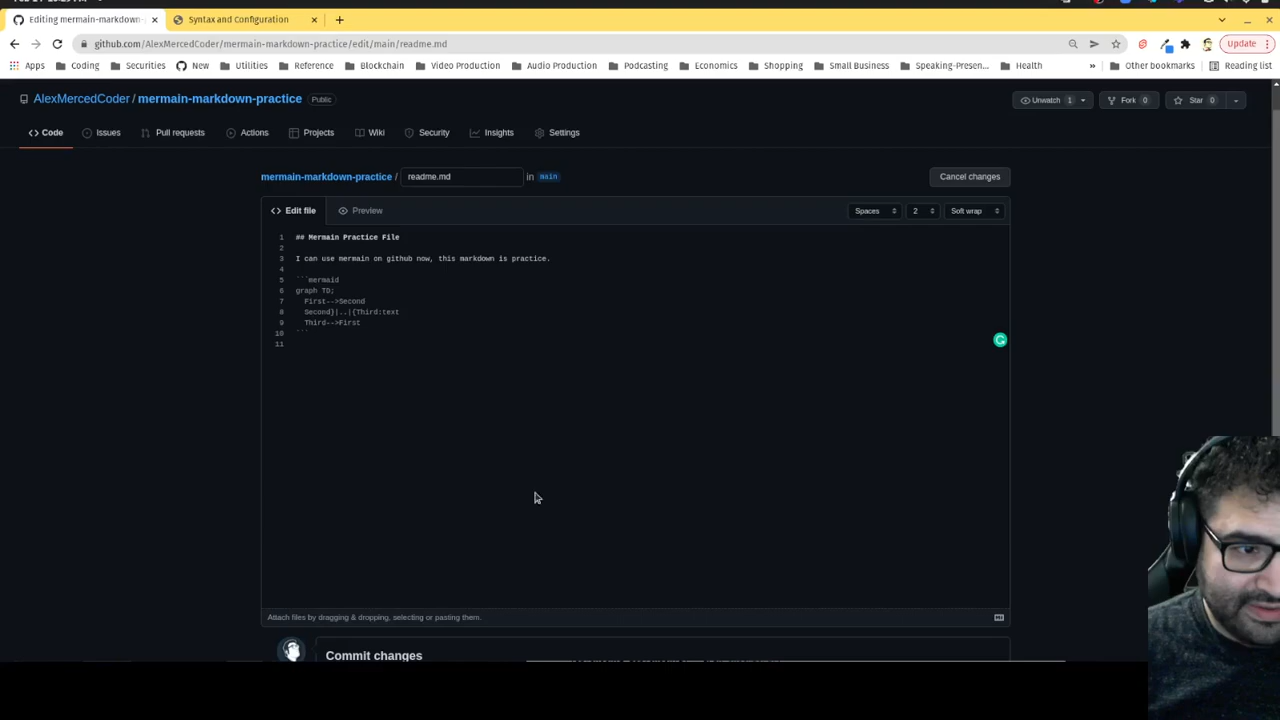 Editing mermain-markdown-
Syntax and Configuration
github.com/AlexMercedCoder/mermain-markdown-practice/edit/main/readme.md
Update
Apps
Coding
Securities
New
Utilities
Reference
Blockchain
Video Production
Audio Production
Podcasting
Economics
Shopping
Small Business
Speaking-Presen...
Health
»
Other bookmarks
Reading list
AlexMercedCoder / mermain-markdown-practice Public
Unwatch 1
Fork 0
Star 0
Code
Issues
Pull requests
Actions
Projects
Wiki
Security
Insights
Settings
mermain-markdown-practice / readme.md in main
Cancel changes
Edit file
Preview
Spaces
2
Soft wrap
1 ## Mermain Practice File
2
3 I can use mermain on github now, this markdown is practice.
4
5 ```mermaid
6 graph TD;
7 First-->Second
8 Second}|..|{Third:text
9 Third-->First
10 ```
11
Attach files by dragging & dropping, selecting or pasting them.
Commit changes